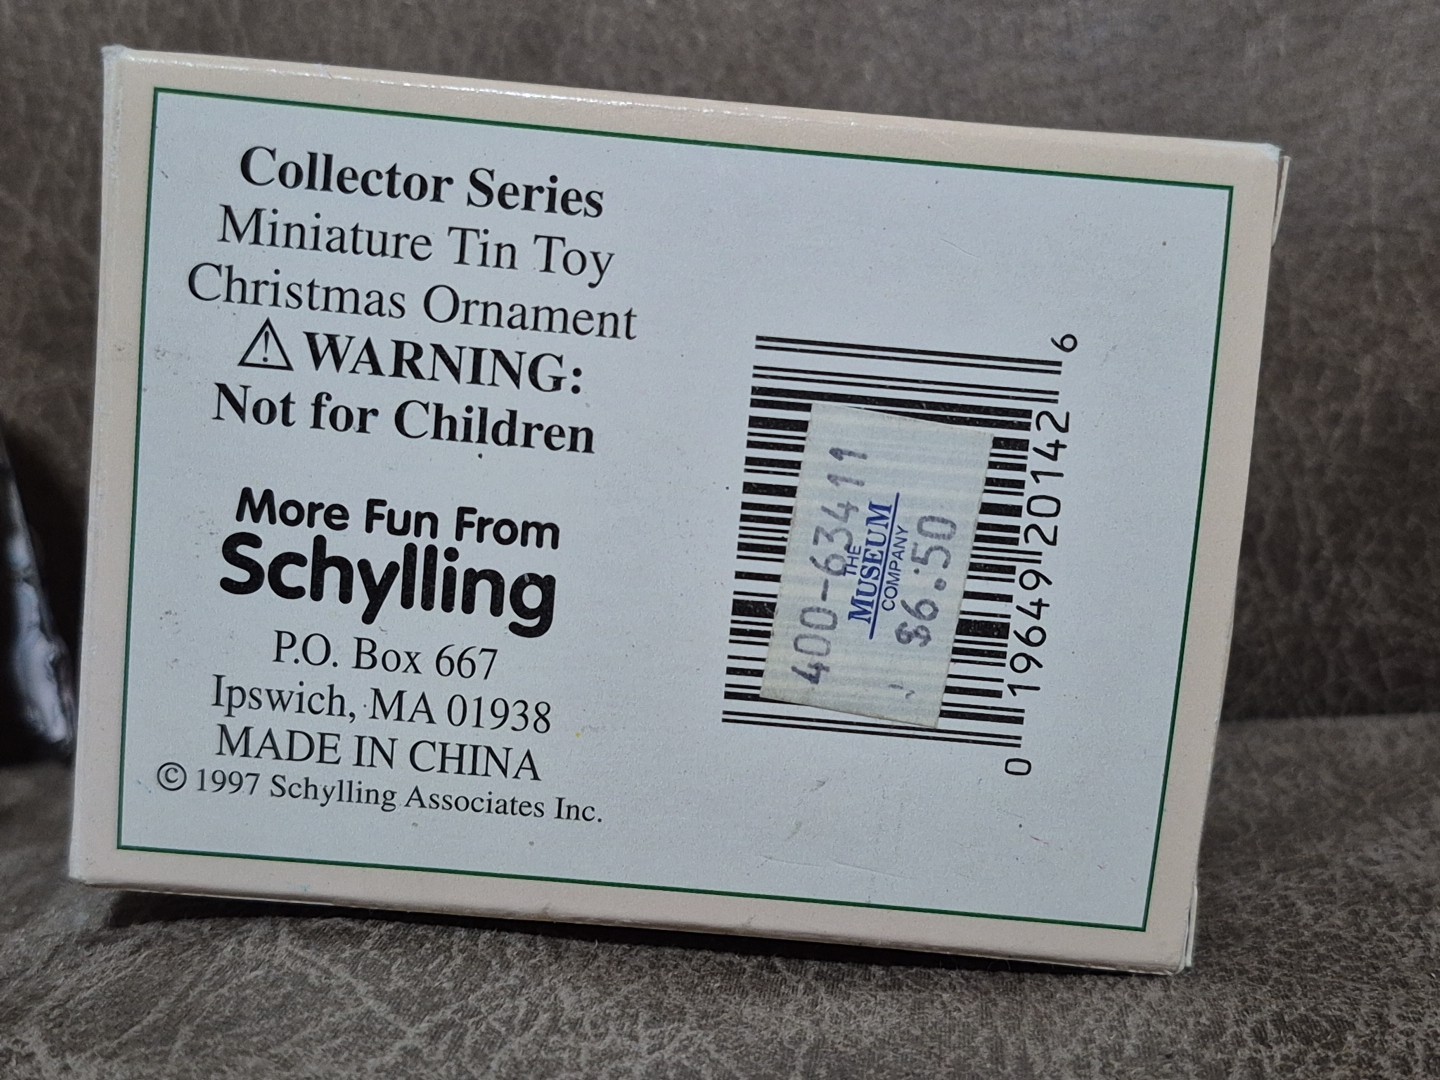 Collector Series
Miniature Tin Toy
Christmas Ornament
⚠ WARNING:
Not for Children
More Fun From
Schylling
P.O. Box 667
Ipswich, MA 01938
MADE IN CHINA
© 1997 Schylling Associates Inc.
400-63411
THE
MUSEUM
COMPANY
$6.50
0 19649 20142 6